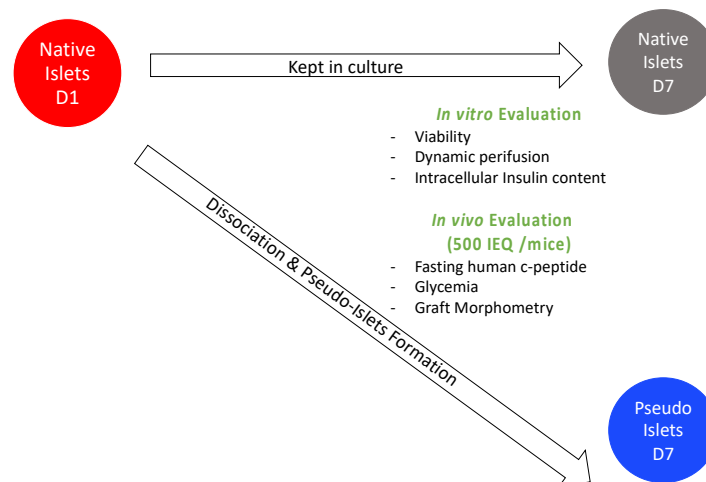 Native
Islets
D1
Kept in culture
Native
Islets
D7
In vitro Evaluation
- Viability
- Dynamic perifusion
- Intracellular Insulin content
Dissociation & Pseudo-Islets Formation
In vivo Evaluation
(500 IEQ /mice)
- Fasting human c-peptide
- Glycemia
- Graft Morphometry
Pseudo
Islets
D7